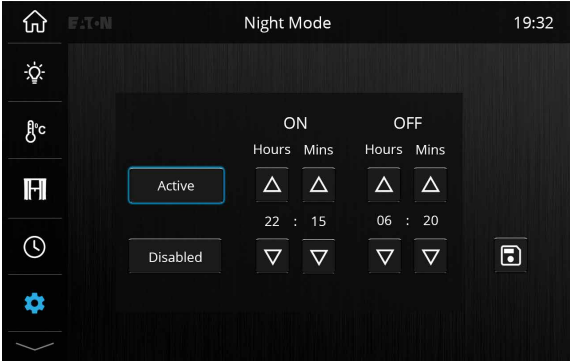 EATON Night Mode 19:32
°C
ON OFF
Hours Mins Hours Mins
Active
22 : 15 06 : 20
Disabled